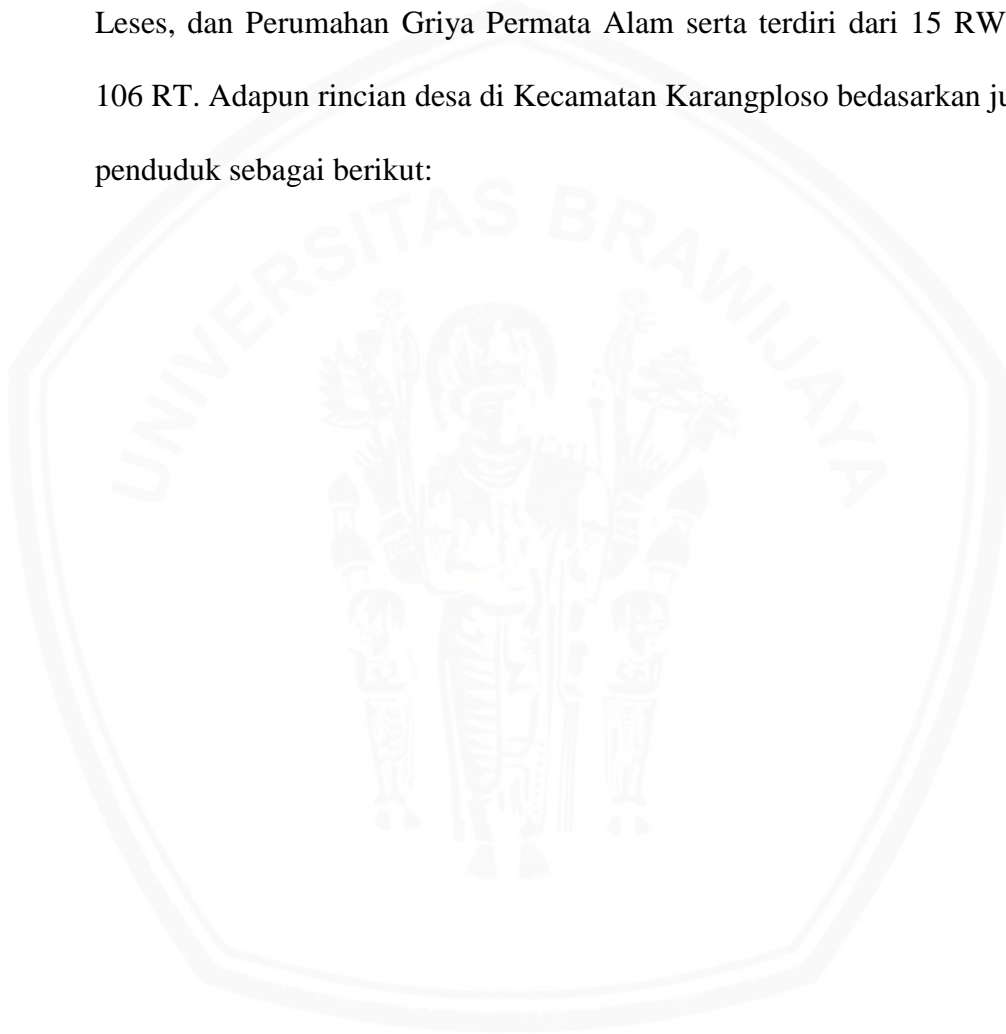 Leses, dan Perumahan Griya Permata Alam serta terdiri dari 15 RW
106 RT. Adapun rincian desa di Kecamatan Karangploso bedasarkan
penduduk sebagai berikut:
UNIVERSITAS BRAWIJAYA